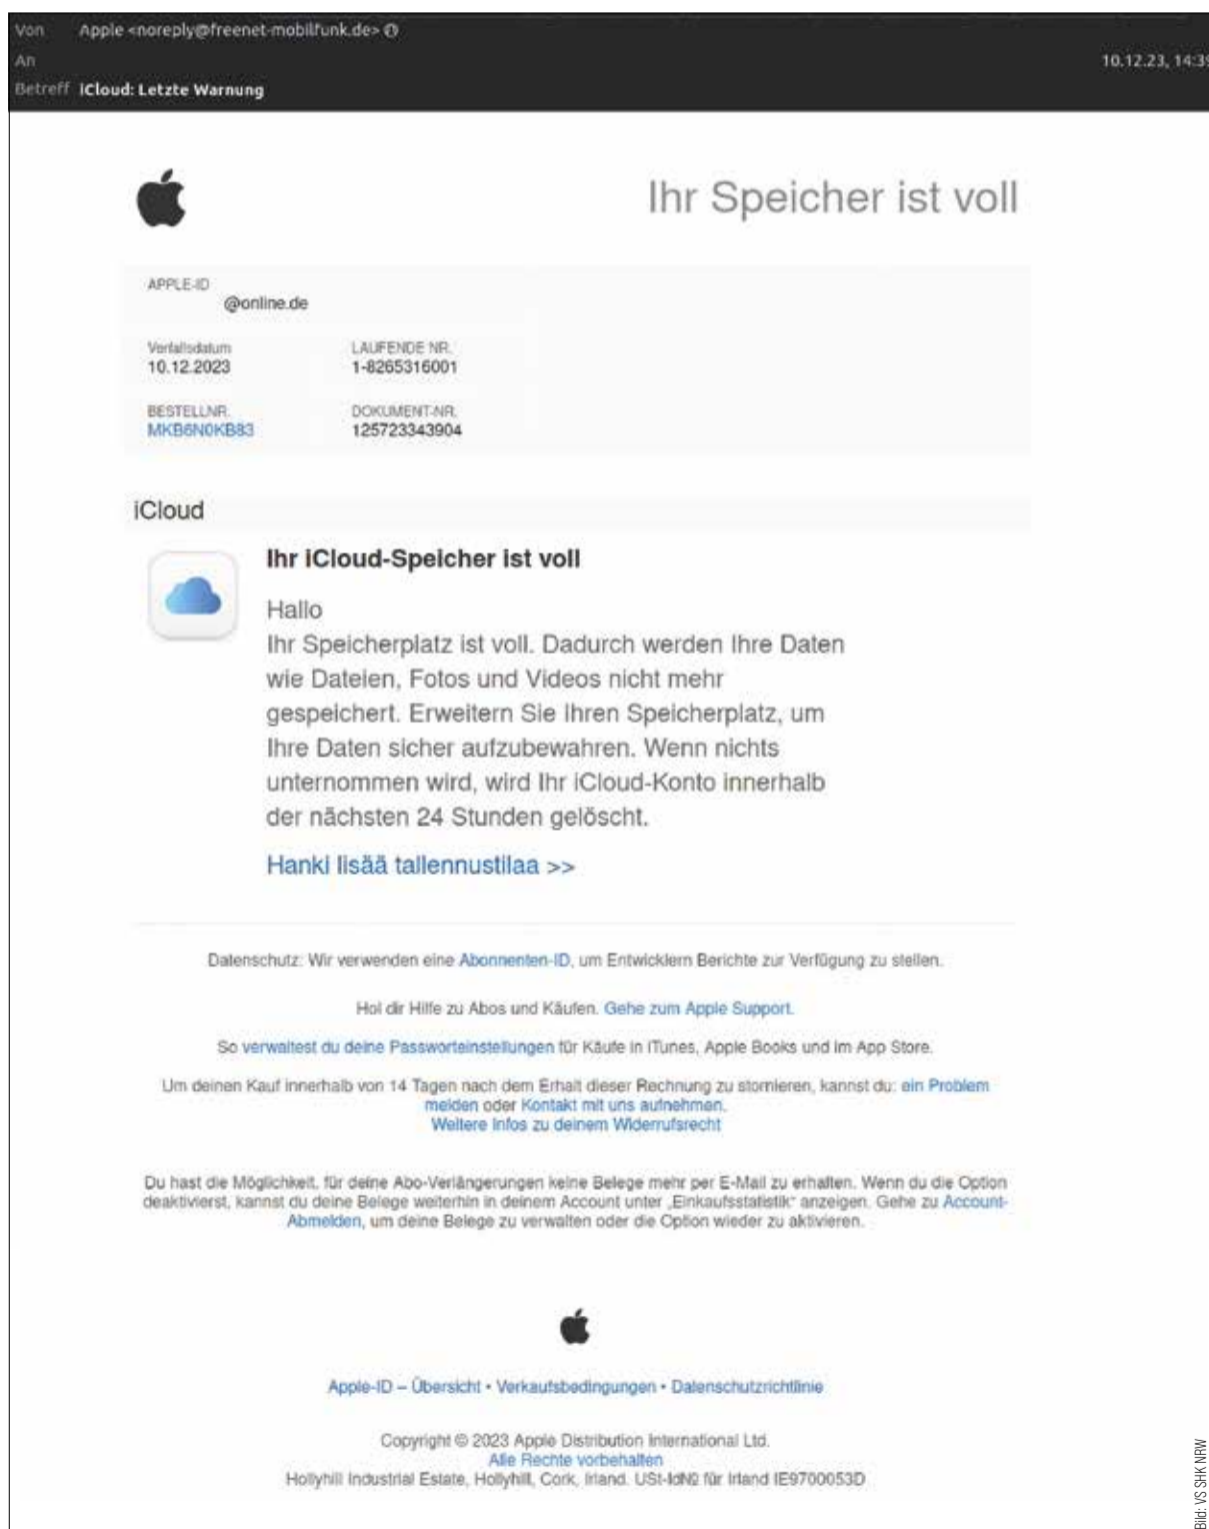 Von Apple <noreply@freenet-mobilfunk.de>
An
10.12.23, 14:39
Betreff iCloud: Letzte Warnung
Ihr Speicher ist voll
APPLE-ID
@online.de
Verfallsdatum LAUFENDE NR.
10.12.2023 1-8265316001
BESTELLNR. DOKUMENT-NR.
MKB6N0KB83 125723343904
iCloud
Ihr iCloud-Speicher ist voll
Hallo
Ihr Speicherplatz ist voll. Dadurch werden Ihre Daten
wie Dateien, Fotos und Videos nicht mehr
gespeichert. Erweitern Sie Ihren Speicherplatz, um
Ihre Daten sicher aufzubewahren. Wenn nichts
unternommen wird, wird Ihr iCloud-Konto innerhalb
der nächsten 24 Stunden gelöscht.
Hanki lisää tallennustilaa >>
Datenschutz: Wir verwenden eine Abonnenten-ID, um Entwicklern Berichte zur Verfügung zu stellen.
Hol dir Hilfe zu Abos und Käufen. Gehe zum Apple Support.
So verwaltest du deine Passworteinstellungen für Käufe in iTunes, Apple Books und im App Store.
Um deinen Kauf innerhalb von 14 Tagen nach dem Erhalt dieser Rechnung zu stornieren, kannst du: ein Problem
melden oder Kontakt mit uns aufnehmen.
Weitere Infos zu deinem Widerrufsrecht
Du hast die Möglichkeit, für deine Abo-Verlängerungen keine Belege mehr per E-Mail zu erhalten. Wenn du die Option
deaktivierst, kannst du deine Belege weiterhin in deinem Account unter „Einkaufsstatistik“ anzeigen. Gehe zu Account-
Abmelden, um deine Belege zu verwalten oder die Option wieder zu aktivieren.
Apple-ID – Übersicht • Verkaufsbedingungen • Datenschutzrichtlinie
Copyright © 2023 Apple Distribution International Ltd.
Alle Rechte vorbehalten
Hollyhill Industrial Estate, Hollyhill, Cork, Irland. USt-Id№ für Irland IE9700053D
Bild: VS SHK NRW